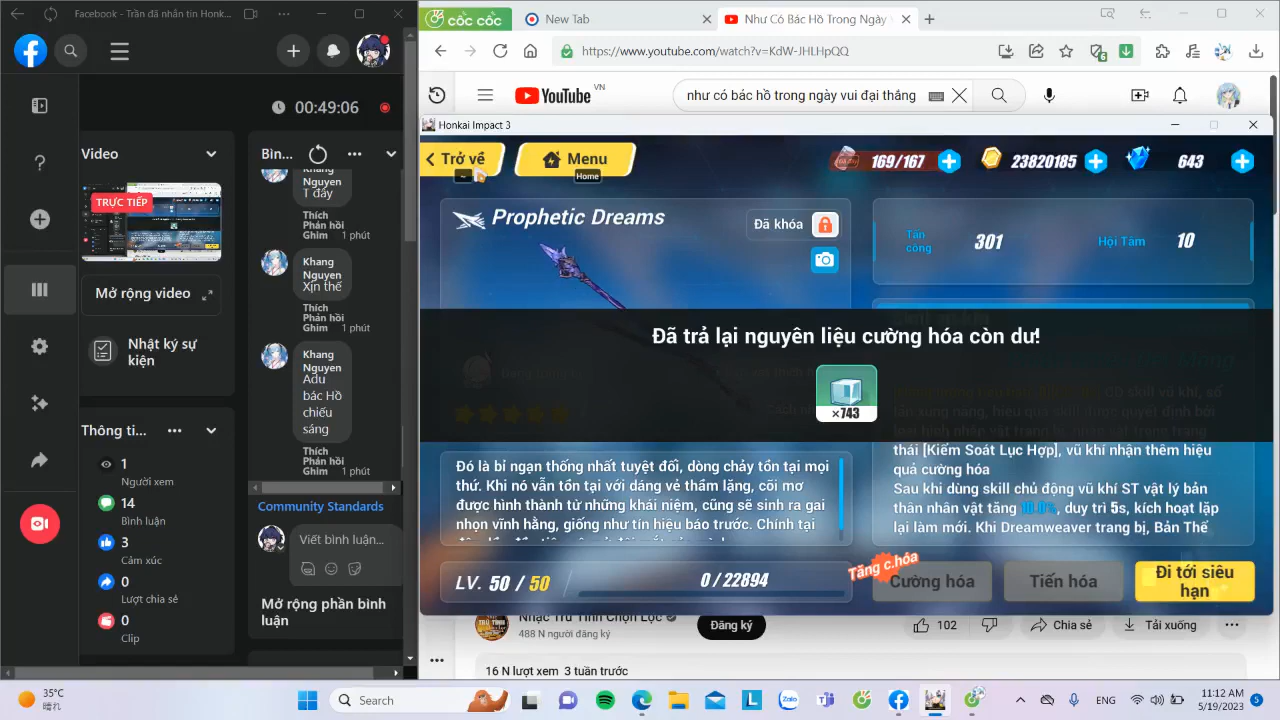 Facebook - Trần đã nhắn tin Honk...
00:49:06
Video
TRỰC TIẾP
Mở rộng video
Nhật ký sự
kiện
Thông ti...
1
Người xem
14
Bình luận
3
Cảm xúc
0
Lượt chia sẻ
0
Clip
Bìn...
Khang
Nguyen
T đây
Thích
Phản hồi
Ghim
1 phút
Khang
Nguyen
Xịn thế
Thích
Phản hồi
Ghim
1 phút
Khang
Nguyen
Adu
bác Hồ
chiếu
sáng
Thích
Phản hồi
Ghim
1 phút
Community Standards
Viết bình luận...
Mở rộng phần bình
luận
CỐC CỐC
New Tab
Như Có Bác Hồ Trong Ngày
https://www.youtube.com/watch?v=KdW-JHLHpQQ
YouTube
VN
như có bác hồ trong ngày vui đại thắng
Honkai Impact 3
Trở về
Menu
Home
169/167
23820185
643
Prophetic Dreams
Đã khóa
Tấn
công
301
Hội Tâm
10
Đã trả lại nguyên liệu cường hóa còn dư!
×743
thái [Kiểm Soát Lục Hợp], vũ khí nhận thêm hiệu
quả cường hóa
Sau khi dùng skill chủ động vũ khí ST vật lý bản
thân nhân vật tăng 10.0%, duy trì 5s, kích hoạt lặp
lại làm mới. Khi Dreamweaver trang bị, Bản Thể
Đó là bỉ ngạn thống nhất tuyệt đối, dòng chảy tồn tại mọi
thứ. Khi nó vẫn tồn tại với dáng vẻ thầm lặng, cõi mơ
được hình thành từ những khái niệm, cũng sẽ sinh ra gai
nhọn vĩnh hằng, giống như tín hiệu báo trước. Chính tại
LV. 50 / 50
0/22894
Tăng c.hóa
Cường hóa
Tiến hóa
Đi tới siêu
hạn
Nhạc Trữ Tình Chọn Lọc
488 N người đăng ký
Đăng ký
102
Chia sẻ
Tải xuống
16 N lượt xem 3 tuần trước
35°C
Search
Zalo
ENG
11:12 AM
5/19/2023